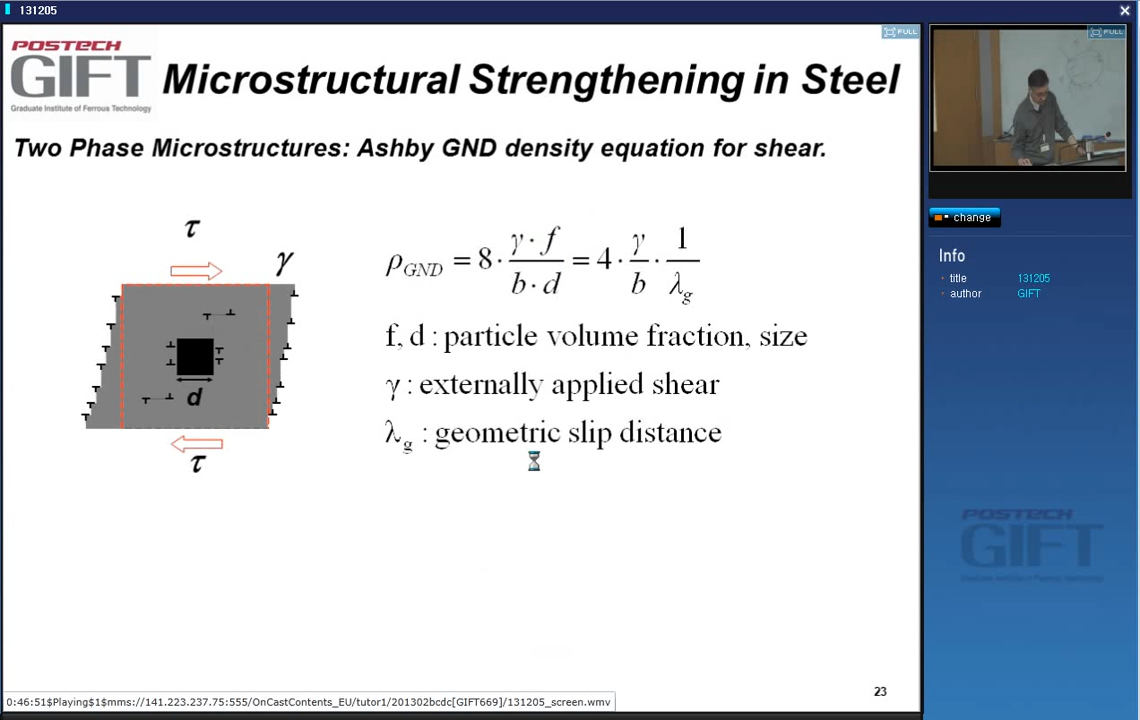 131205
POSTECH
GIFT
Graduate Institute of Ferrous Technology
Microstructural Strengthening in Steel
FULL
FULL
Two Phase Microstructures: Ashby GND density equation for shear.
τ
γ
d
τ
ρ_GND = 8 · (γ · f)/(b · d) = 4 · γ/b · 1/λ_g
f, d : particle volume fraction, size
γ : externally applied shear
λ_g : geometric slip distance
23
0:46:51$Playing$1$mms://141.223.237.75:555/OnCastContents_EU/tutor1/201302bcdc[GIFT669]/131205_screen.wmv
change
Info
title 131205
author GIFT
POSTECH
GIFT